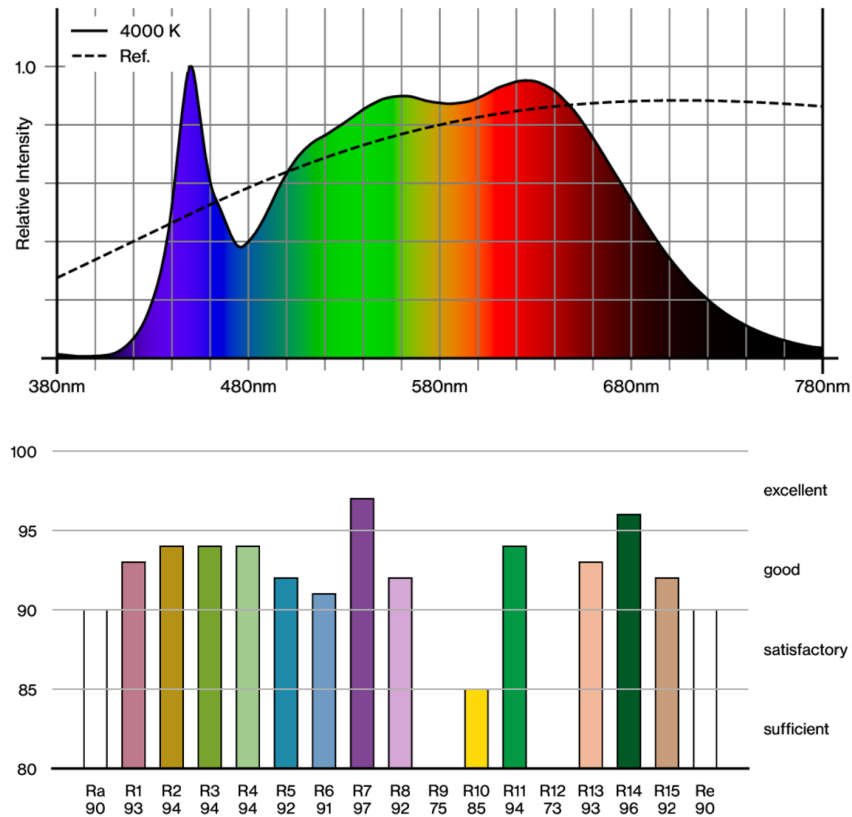 4000 K
Ref.
1.0
Relative Intensity
380nm 480nm 580nm 680nm 780nm
100
excellent
95
good
90
satisfactory
85
sufficient
80
Ra R1 R2 R3 R4 R5 R6 R7 R8 R9 R10 R11 R12 R13 R14 R15 Re
90 93 94 94 94 92 91 97 92 75 85 94 73 93 96 92 90